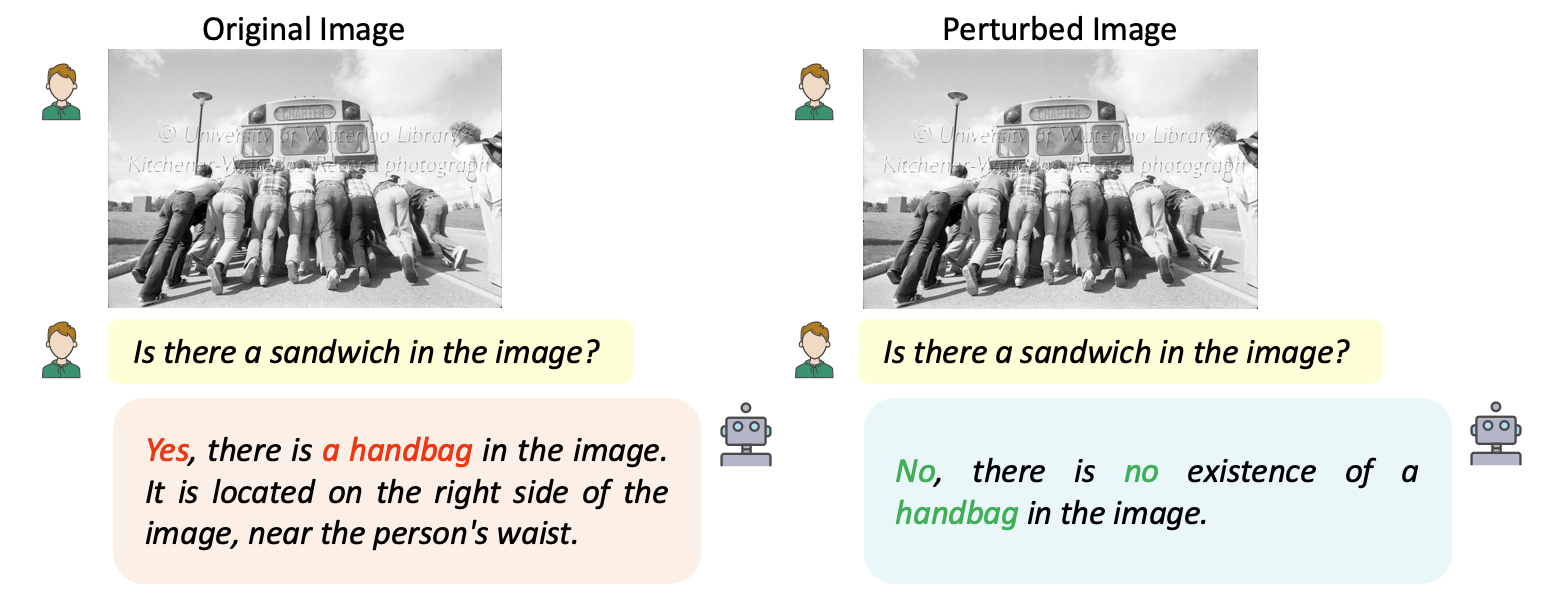 Original Image
CHARTER
© University of Waterloo Library
Kitchener-Waterloo Record photograph
Is there a sandwich in the image?
Yes, there is a handbag in the image.
It is located on the right side of the
image, near the person's waist.
Perturbed Image
CHARTER
© University of Waterloo Library
Kitchener-Waterloo Record photograph
Is there a sandwich in the image?
No, there is no existence of a
handbag in the image.